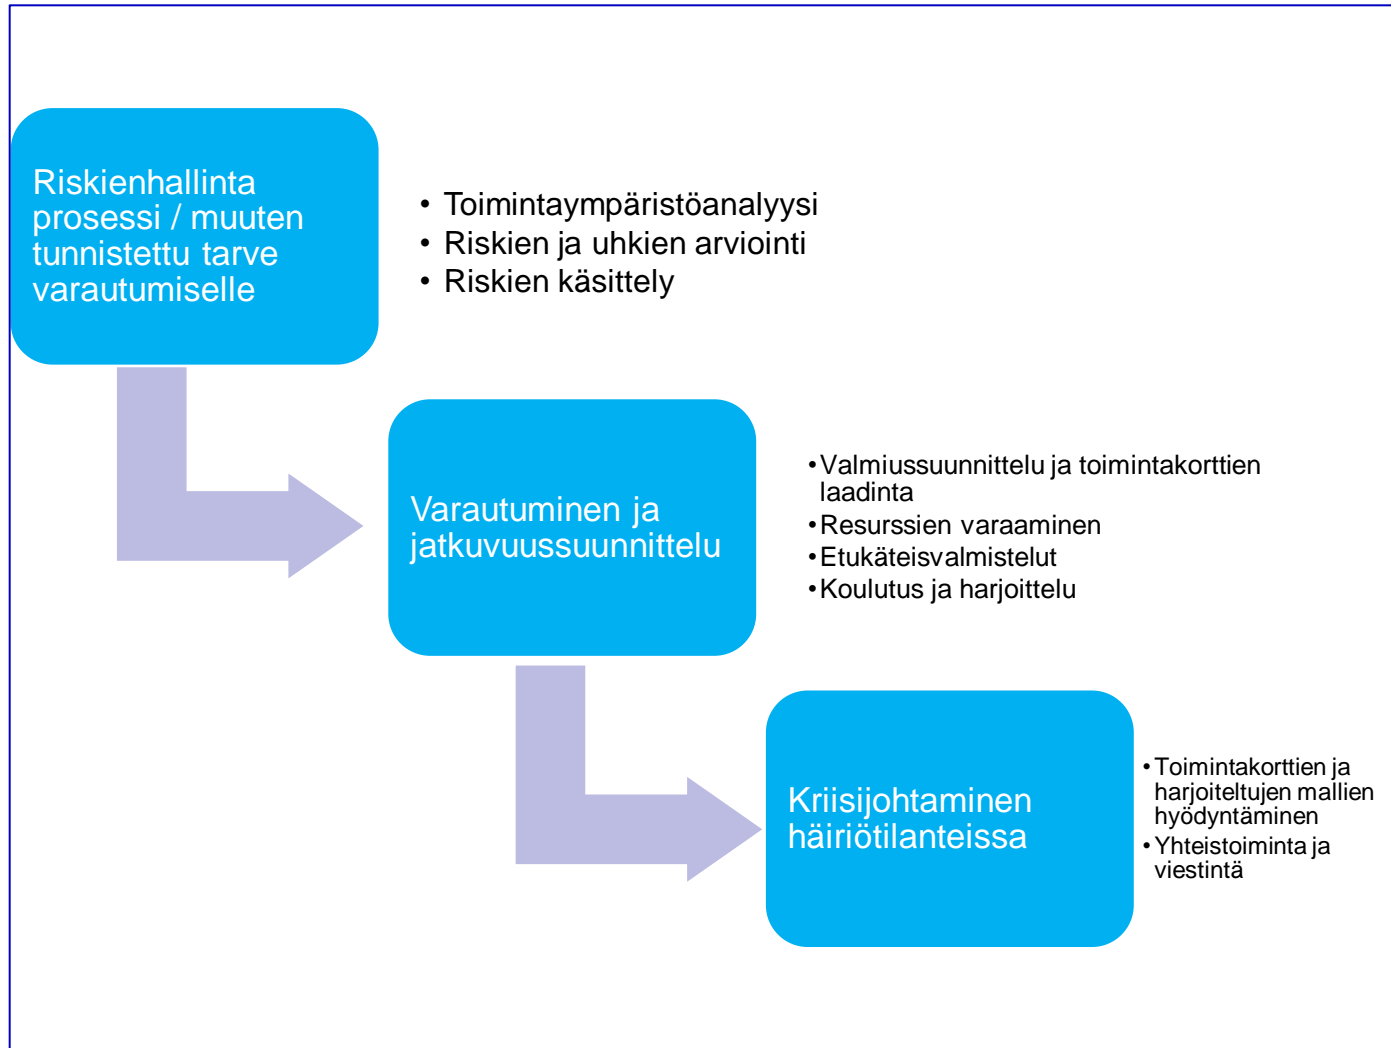 Riskienhallinta
prosessi / muuten
tunnistettu tarve
varautumiselle
• Toimintaympäristöanalyysi
• Riskien ja uhkien arviointi
• Riskien käsittely
Varautuminen ja
jatkuvuussuunnittelu
•Valmiussuunnittelu ja toimintakorttien
laadinta
•Resurssien varaaminen
•Etukäteisvalmistelut
•Koulutus ja harjoittelu
Kriisijohtaminen
häiriötilanteissa
•Toimintakorttien ja
harjoiteltujen mallien
hyödyntäminen
•Yhteistoiminta ja
viestintä